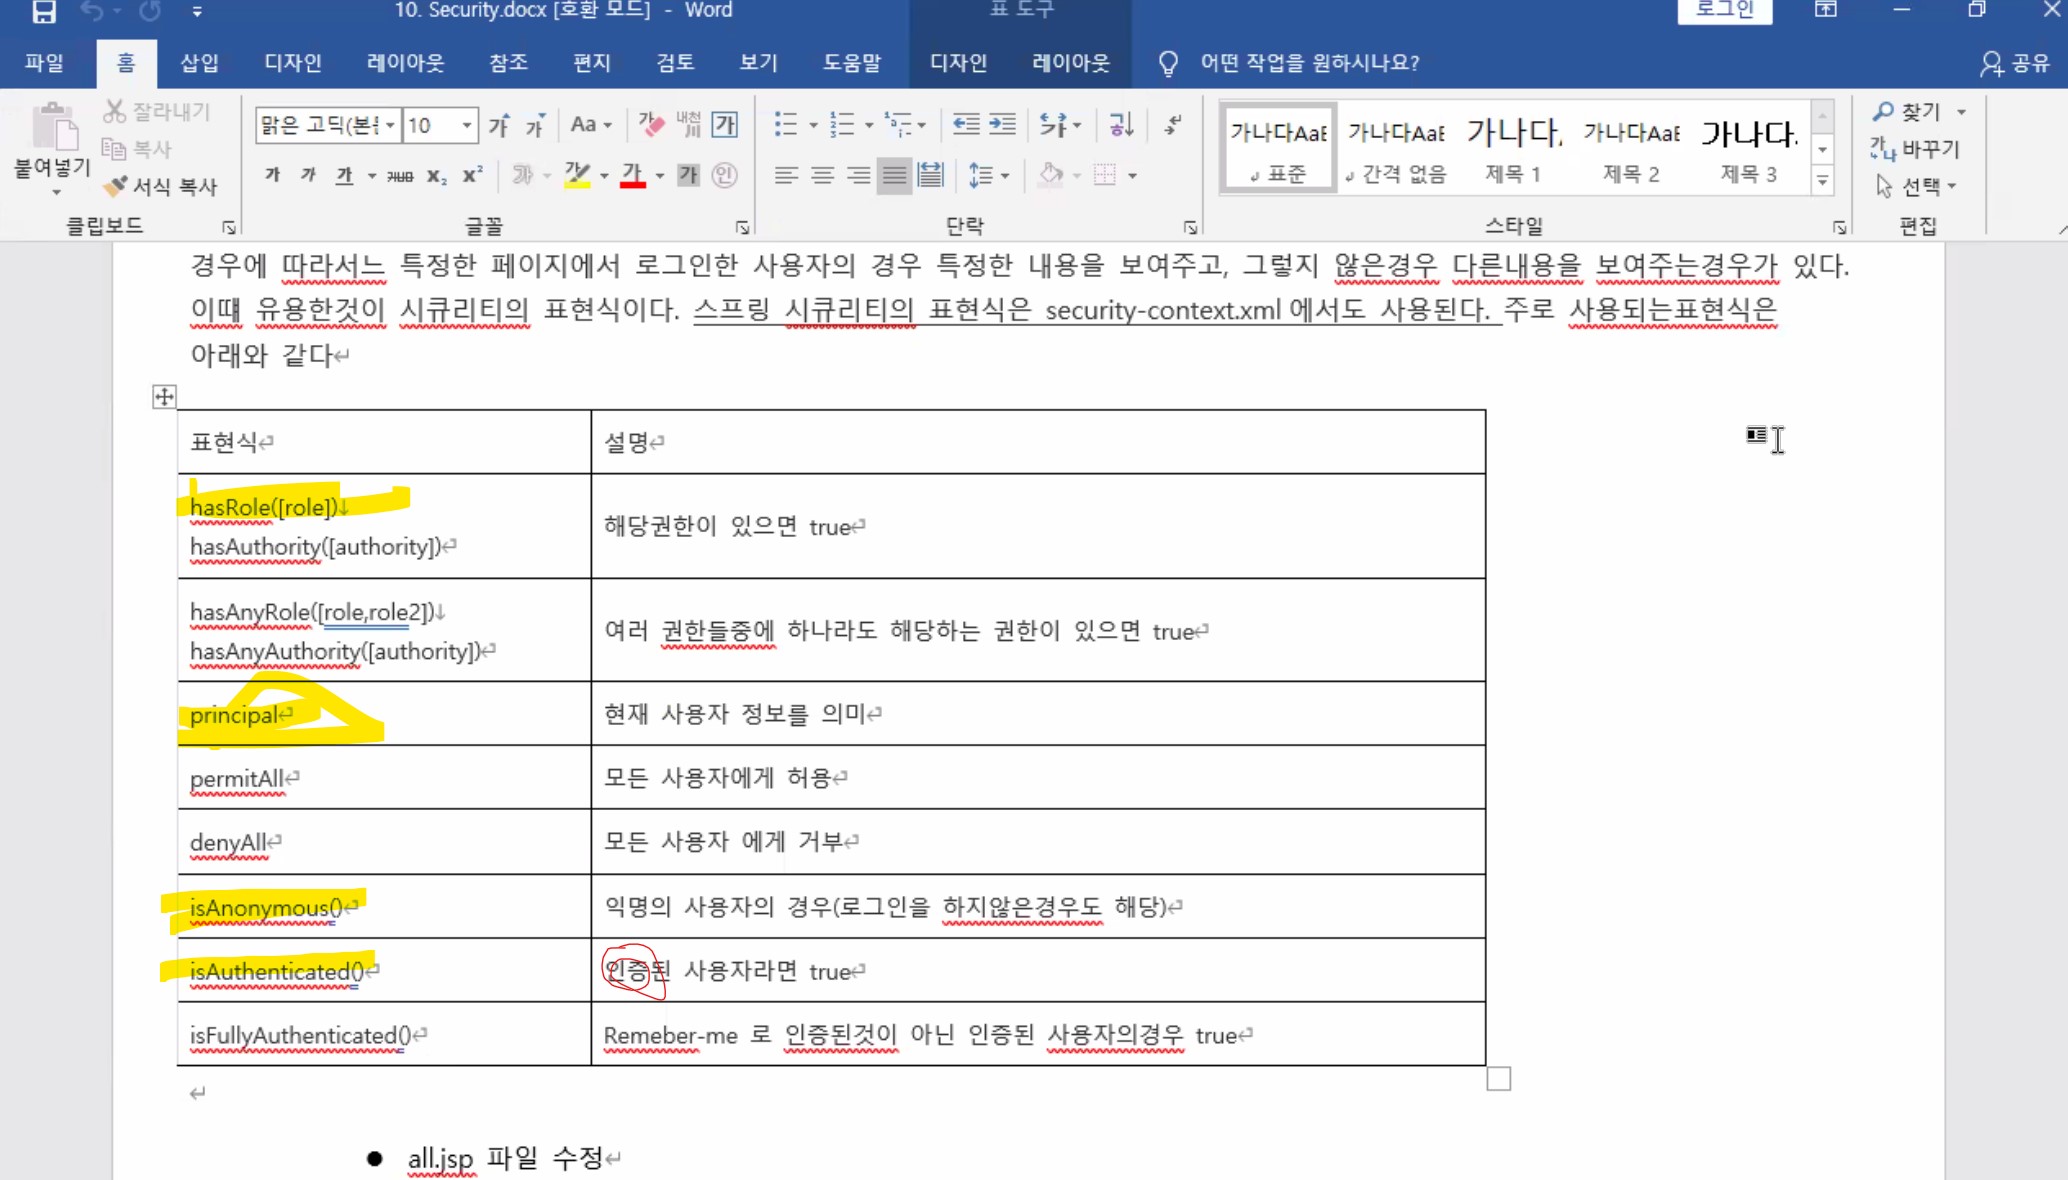 10. Security.docx [호환 모드] - Word
표 도구
로그인
파일
홈
삽입
디자인
레이아웃
참조
편지
검토
보기
도움말
디자인
레이아웃
어떤 작업을 원하시나요?
공유
붙여넣기
잘라내기
복사
서식 복사
클립보드
맑은 고딕(본
10
글꼴
단락
가나다AaB
표준
가나다AaB
간격 없음
가나다,
제목 1
가나다AaB
제목 2
가나다.
제목 3
스타일
찾기
바꾸기
선택
편집
경우에 따라서느 특정한 페이지에서 로그인한 사용자의 경우 특정한 내용을 보여주고, 그렇지 않은경우 다른내용을 보여주는경우가 있다.
이떄 유용한것이 시큐리티의 표현식이다. 스프링 시큐리티의 표현식은 security-context.xml 에서도 사용된다. 주로 사용되는표현식은
아래와 같다
표현식
설명
hasRole([role])
hasAuthority([authority])
해당권한이 있으면 true
hasAnyRole([role,role2])
hasAnyAuthority([authority])
여러 권한들중에 하나라도 해당하는 권한이 있으면 true
principal
현재 사용자 정보를 의미
permitAll
모든 사용자에게 허용
denyAll
모든 사용자 에게 거부
isAnonymous()
익명의 사용자의 경우(로그인을 하지않은경우도 해당)
isAuthenticated()
인증된 사용자라면 true
isFullyAuthenticated()
Remeber-me 로 인증된것이 아닌 인증된 사용자의경우 true
● all.jsp 파일 수정